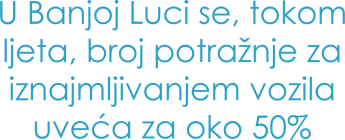 U Banjoj Luci se, tokom
ljeta, broj potražnje za
iznajmljivanjem vozila
uveća za oko 50%